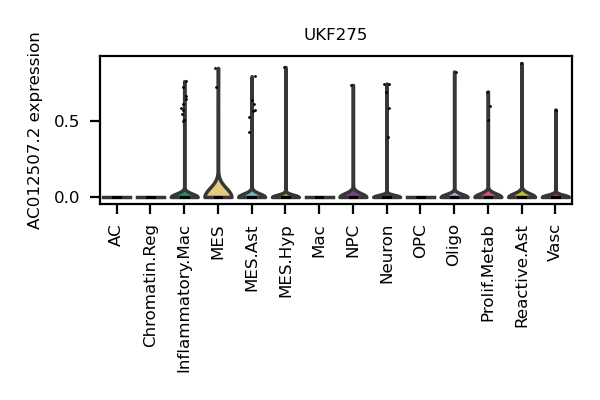 UKF275
AC012507.2 expression
0.5
0.0
AC
Chromatin.Reg
Inflammatory.Mac
MES
MES.Ast
MES.Hyp
Mac
NPC
Neuron
OPC
Oligo
Prolif.Metab
Reactive.Ast
Vasc